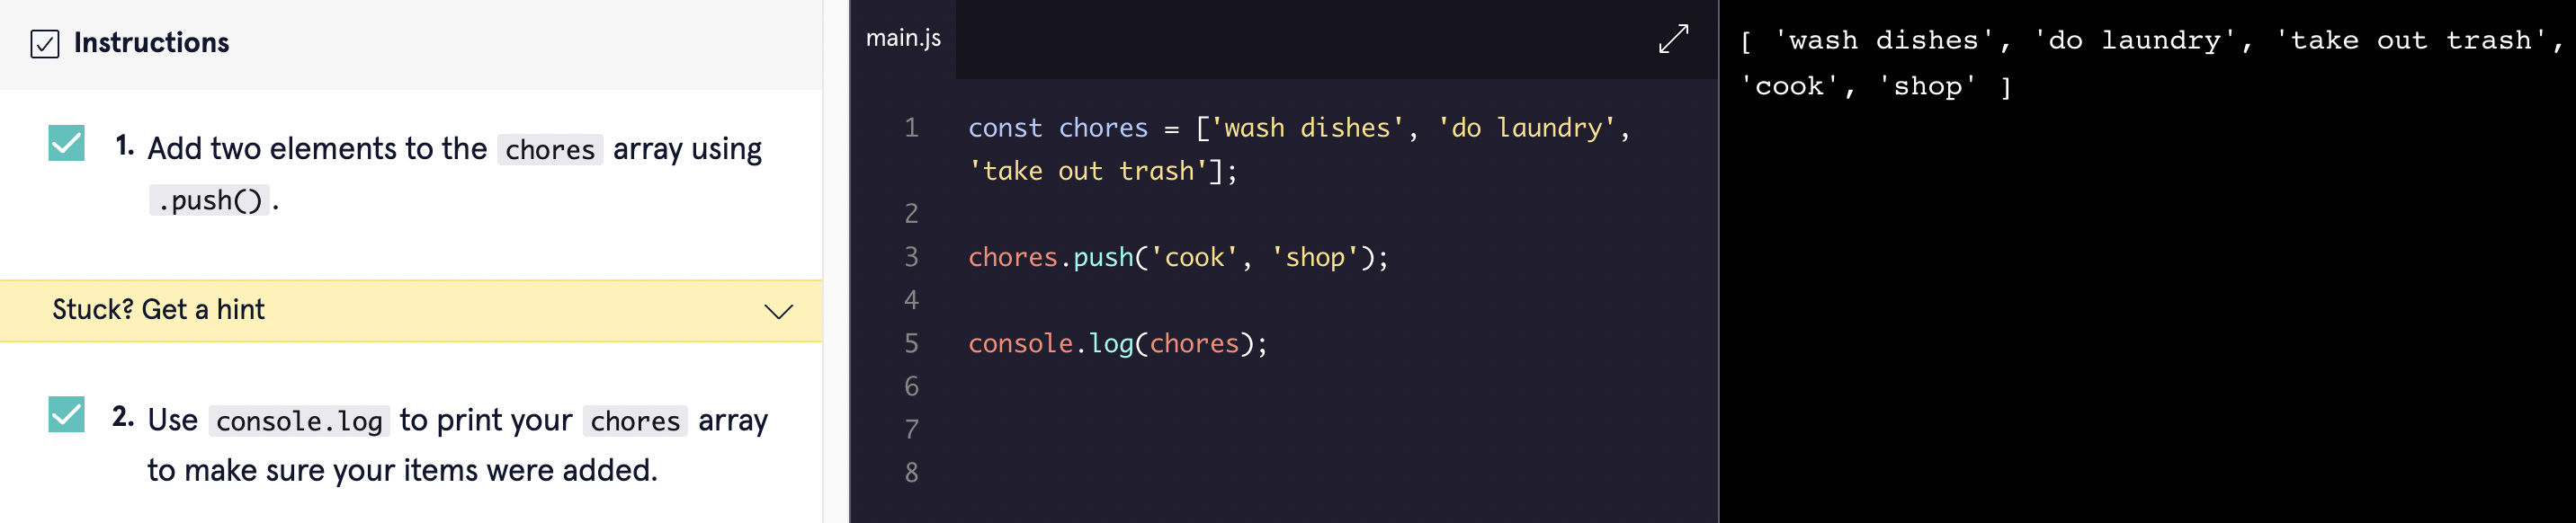 Instructions
1. Add two elements to the chores array using
.push().
Stuck? Get a hint
2. Use console.log to print your chores array
to make sure your items were added.
main.js
1 const chores = ['wash dishes', 'do laundry',
'take out trash'];
2
3 chores.push('cook', 'shop');
4
5 console.log(chores);
6
7
8
[ 'wash dishes', 'do laundry', 'take out trash',
'cook', 'shop' ]